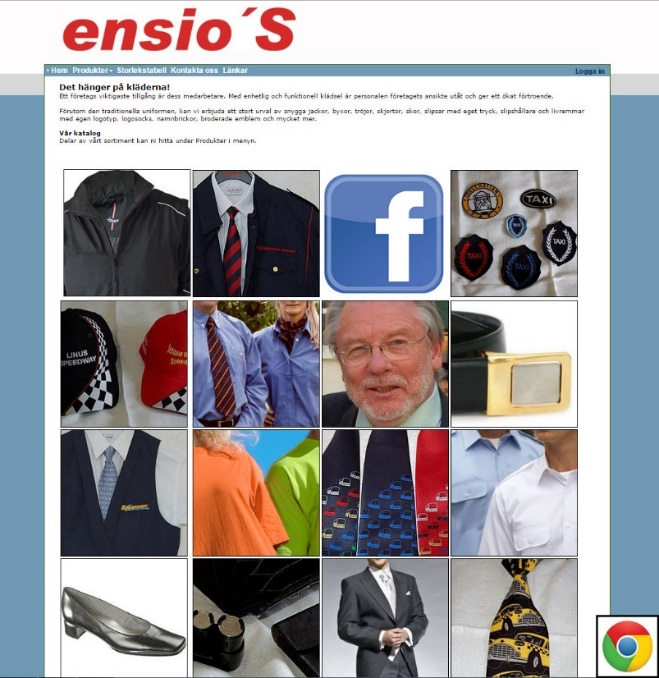 ensio´S
Hem Produkter Storlekstabell Kontakta oss Länkar
Logga in
Det hänger på kläderna!
Ett företags viktigaste tillgång är dess medarbetare. Med enhetlig och funktionell klädsel är personalen företagets ansikte utåt och ger ett ökat förtroende.
Förutom den traditionella uniformen, kan vi erbjuda ett stort urval av snygga jackor, byxor, tröjor, skjortor, skor, slipsar med eget tryck, slipshållare och livremmar
med egen logotyp, logosocks, namnbrickor, broderade emblem och mycket mer.
Vår katalog
Delar av vårt sortiment kan ni hitta under Produkter i menyn.
f
TAXI
TAXI
TAXI
TAXI
TAXI
LINUS
SPEEDWAY